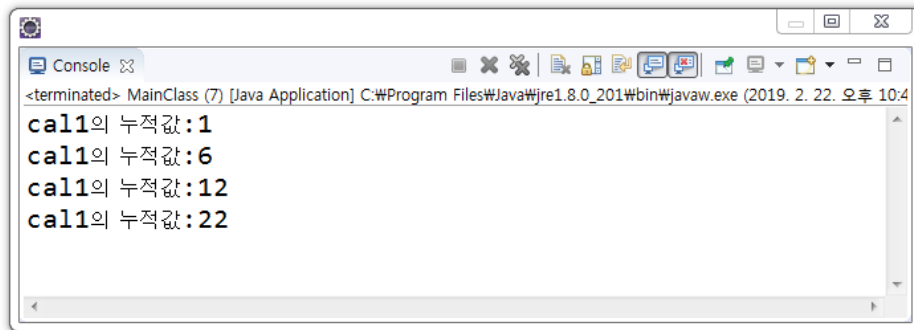 Console
<terminated> MainClass (7) [Java Application] C:₩Program Files₩Java₩jre1.8.0_201₩bin₩javaw.exe (2019. 2. 22. 오후 10:4
cal1의 누적값:1
cal1의 누적값:6
cal1의 누적값:12
cal1의 누적값:22